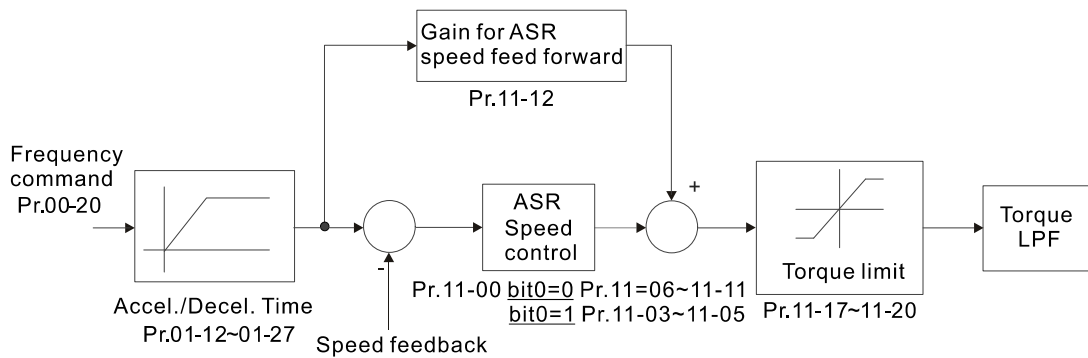 Gain for ASR
speed feed forward
Pr.11-12
Frequency
command
Pr.00-20
+
ASR
Speed
control
Torque
LPF
-
Torque limit
Accel./Decel. Time
Pr.01-12~01-27
Pr.11-00 bit0=0 Pr.11=06~11-11
bit0=1 Pr.11-03~11-05
Pr.11-17~11-20
Speed feedback